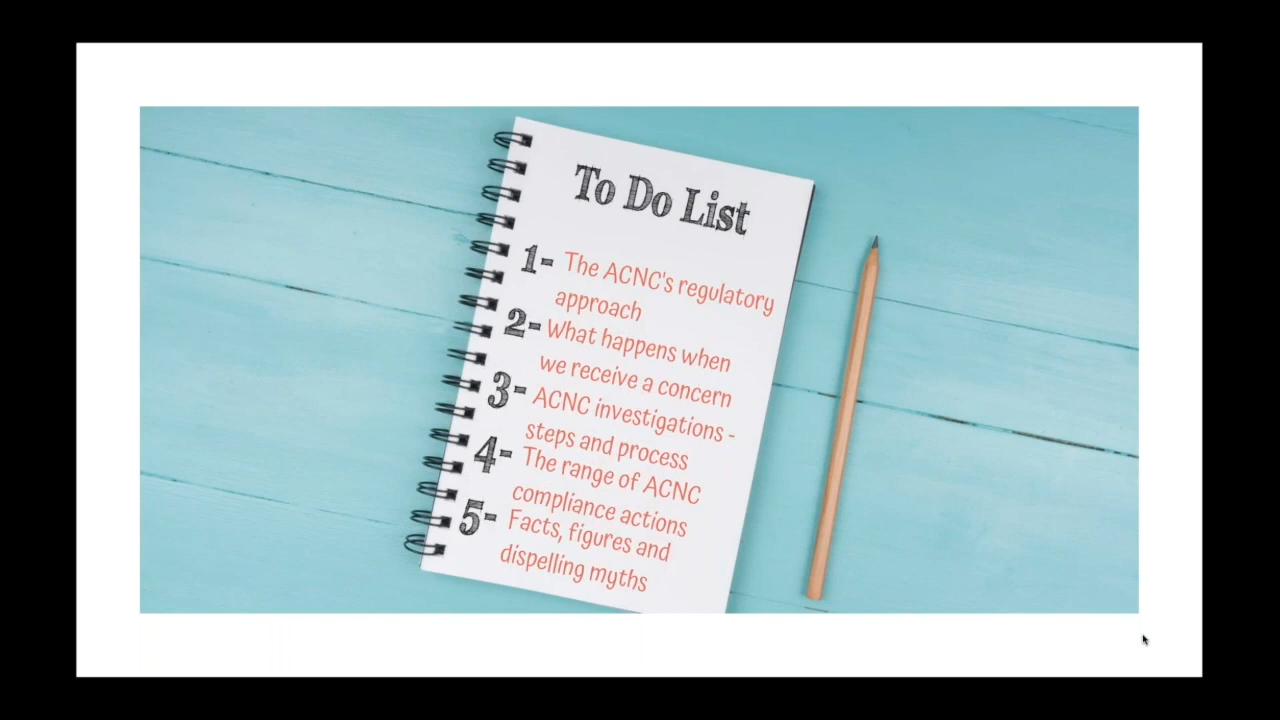 To Do List
1- The ACNC's regulatory
approach
2- What happens when
we receive a concern
3- ACNC investigations -
steps and process
4- The range of ACNC
compliance actions
5- Facts, figures and
dispelling myths